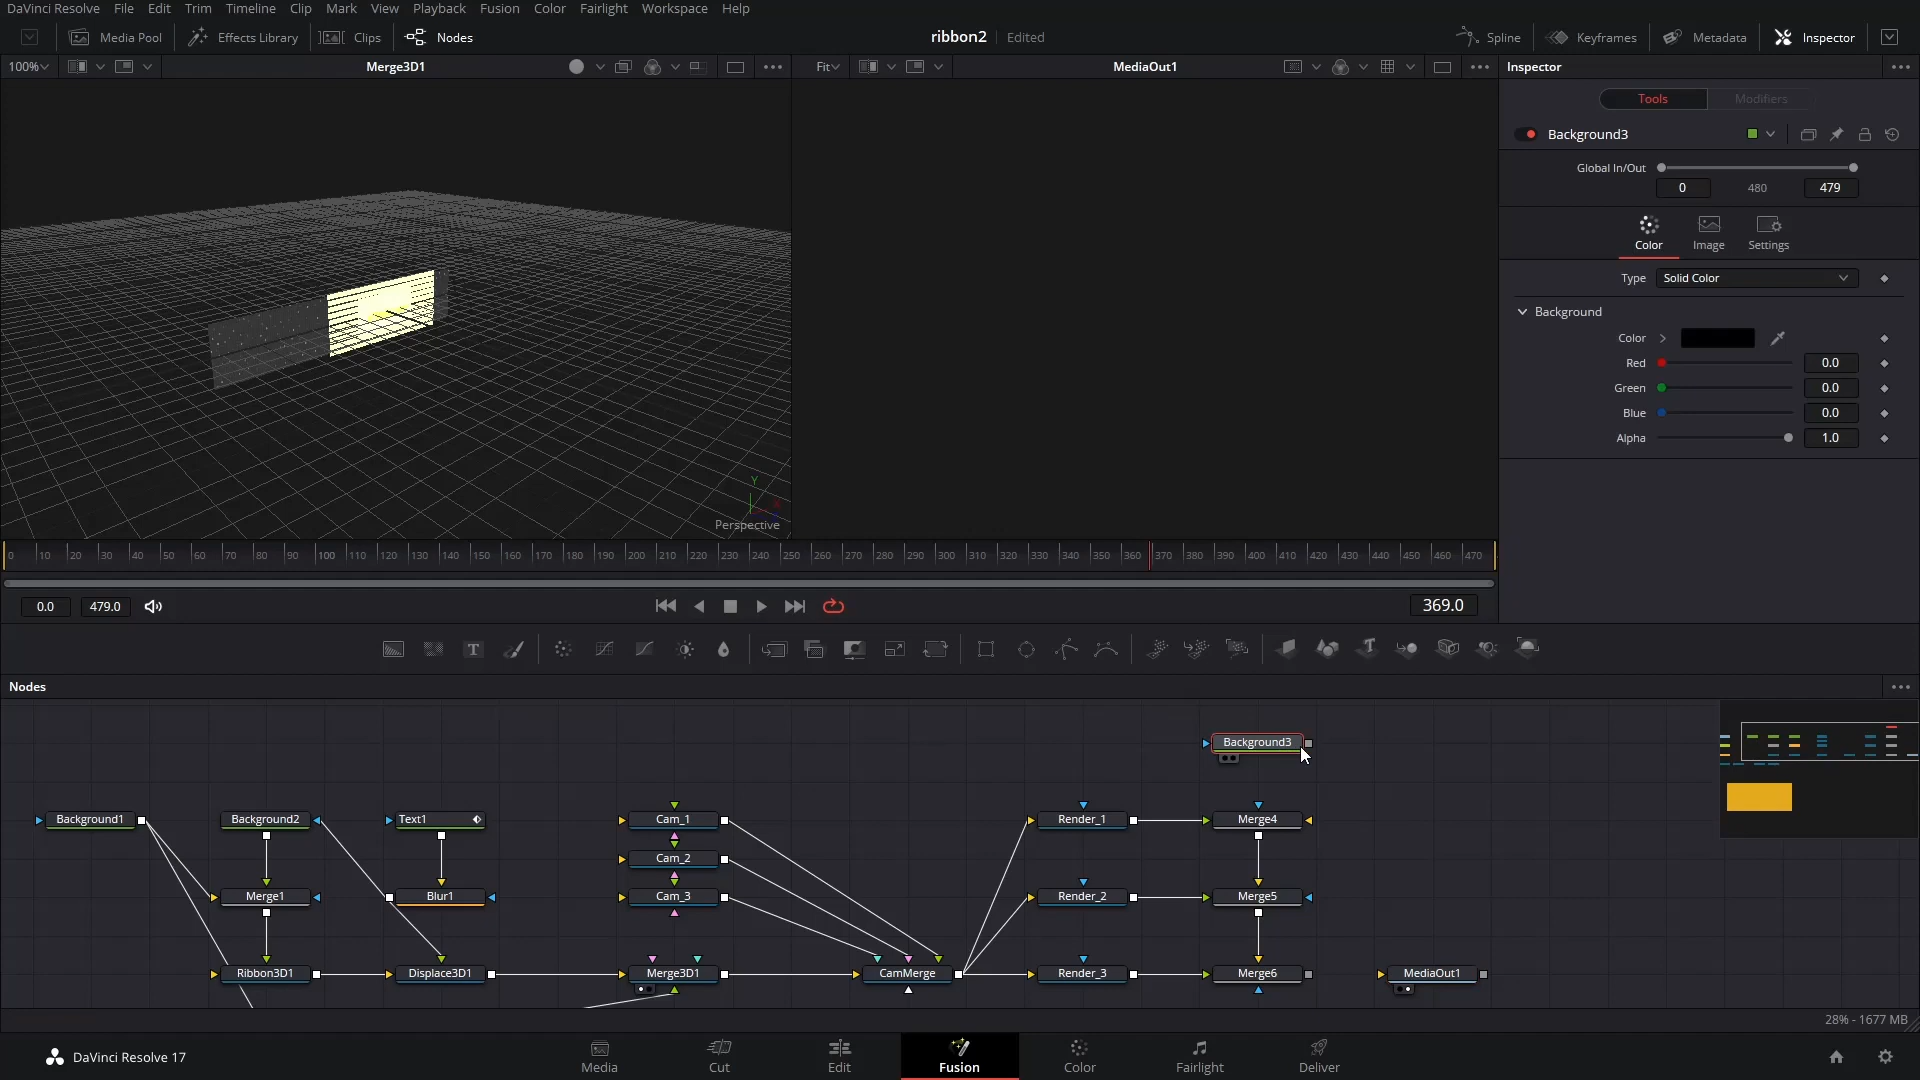 DaVinci Resolve File Edit Trim Timeline Clip Mark View Playback Fusion Color Fairlight Workspace Help
Media Pool Effects Library Clips Nodes ribbon2 Edited Spline Keyframes Metadata Inspector
100% Merge3D1 Fit MediaOut1 Inspector
Tools Modifiers
Background3
Global In/Out
0 480 479
Color Image Settings
Type Solid Color
Background
Color
Red 0.0
Green 0.0
Blue 0.0
Alpha 1.0
Y
X
Perspective
0 10 20 30 40 50 60 70 80 90 100 110 120 130 140 150 160 170 180 190 200 210 220 230 240 250 260 270 280 290 300 310 320 330 340 350 360 370 380 390 400 410 420 430 440 450 460 470
0.0 479.0 369.0
T T
Nodes
Background3
Background1 Background2 Text1 Cam_1 Render_1 Merge4
Cam_2
Merge1 Blur1 Cam_3 Render_2 Merge5
Ribbon3D1 Displace3D1 Merge3D1 CamMerge Render_3 Merge6 MediaOut1
28% - 1677 MB
DaVinci Resolve 17 Media Cut Edit Fusion Color Fairlight Deliver